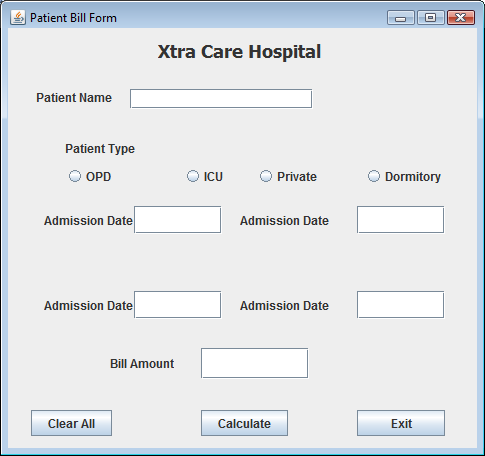 Patient Bill Form
Xtra Care Hospital
Patient Name
Patient Type
OPD ICU Private Dormitory
Admission Date Admission Date
Admission Date Admission Date
Bill Amount
Clear All Calculate Exit